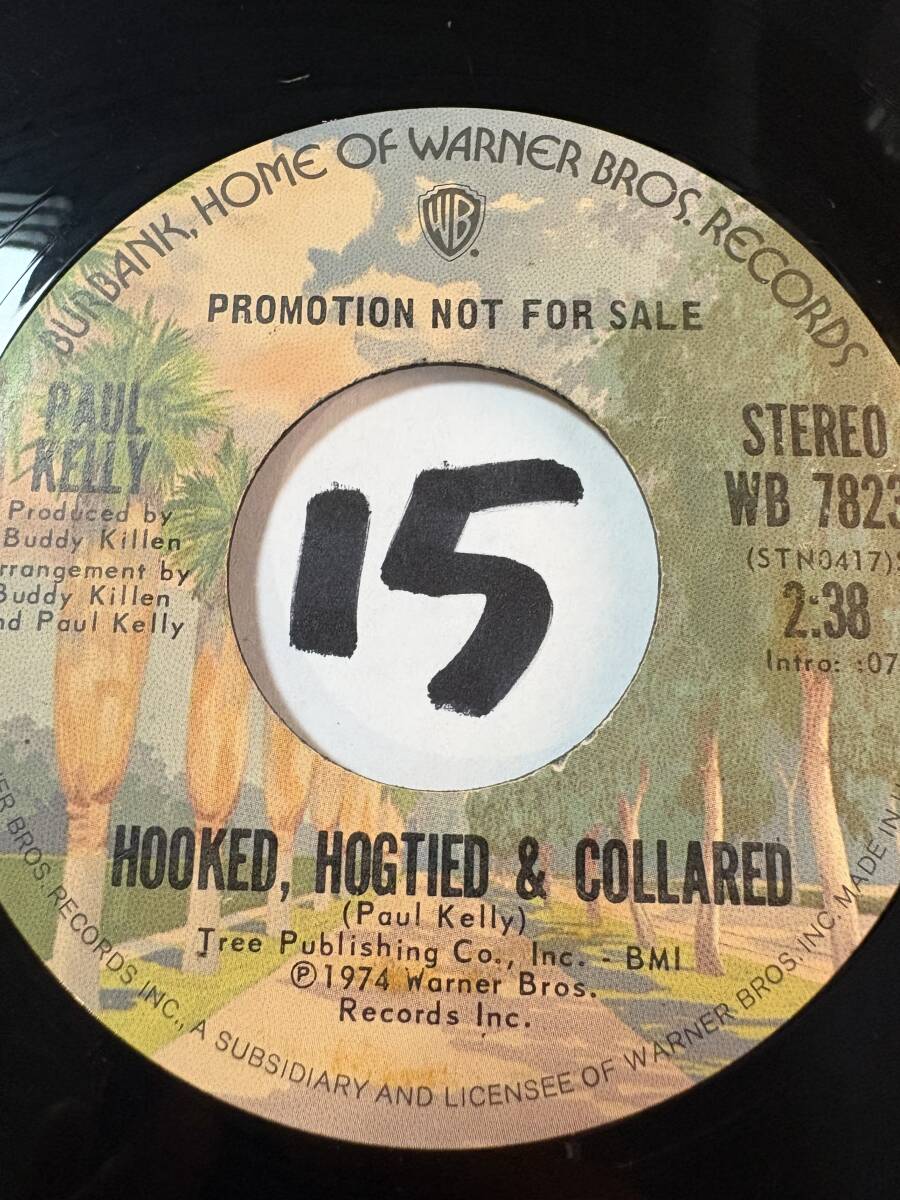 BURBANK, HOME OF WARNER BROS. RECORDS
WB
PROMOTION NOT FOR SALE
PAUL
KELLY
Produced by
Buddy Killen
rrangement by
Buddy Killen
nd Paul Kelly
STEREO
WB 7823
(STN0417)
2:38
Intro: :07
15
HOOKED, HOGTIED & COLLARED
(Paul Kelly)
Tree Publishing Co., Inc. - BMI
℗1974 Warner Bros.
Records Inc.
ER BROS. RECORDS INC., A SUBSIDIARY AND LICENSEE OF WARNER BROS. INC. MADE IN